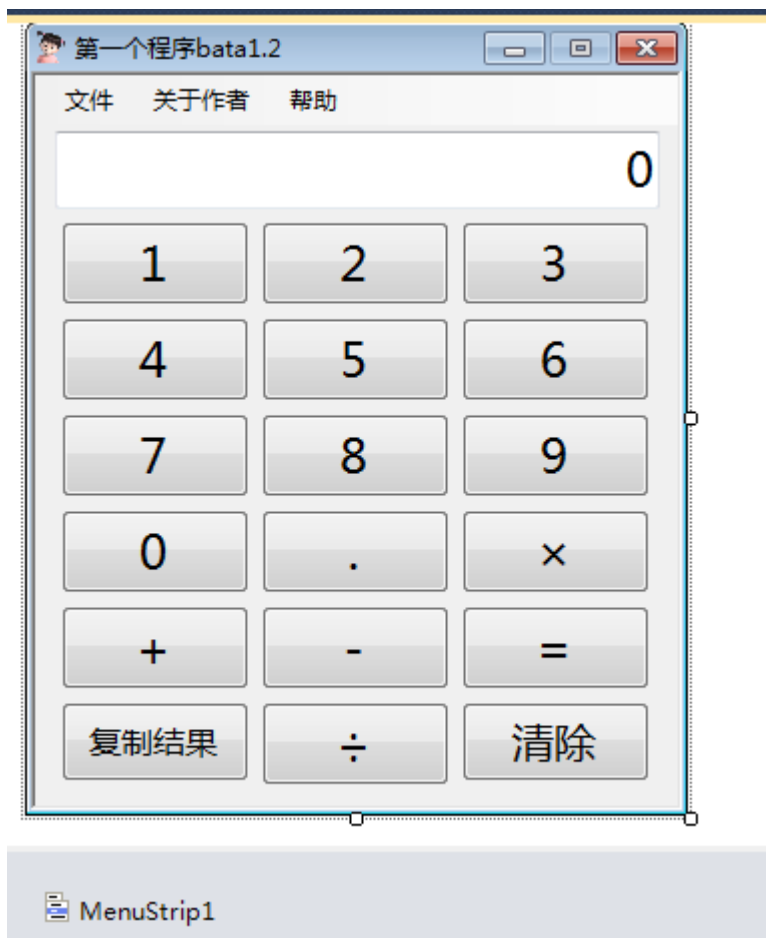 第一个程序bata1.2
文件 关于作者 帮助
0
1 2 3
4 5 6
7 8 9
0 . ×
+ - =
复制结果 ÷ 清除
MenuStrip1